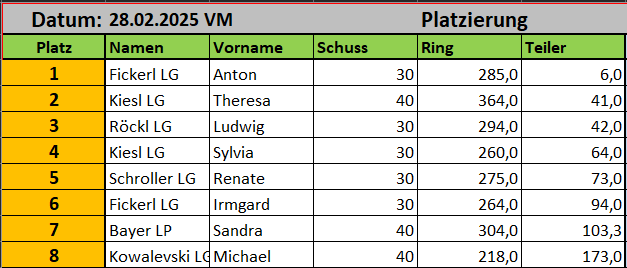 Datum: 28.02.2025 VM Platzierung
Platz Namen Vorname Schuss Ring Teiler
1 Fickerl LG Anton 30 285,0 6,0
2 Kiesl LG Theresa 40 364,0 41,0
3 Röckl LG Ludwig 30 294,0 42,0
4 Kiesl LG Sylvia 30 260,0 64,0
5 Schroller LG Renate 30 275,0 73,0
6 Fickerl LG Irmgard 30 264,0 94,0
7 Bayer LP Sandra 40 304,0 103,3
8 Kowalevski LG Michael 40 218,0 173,0